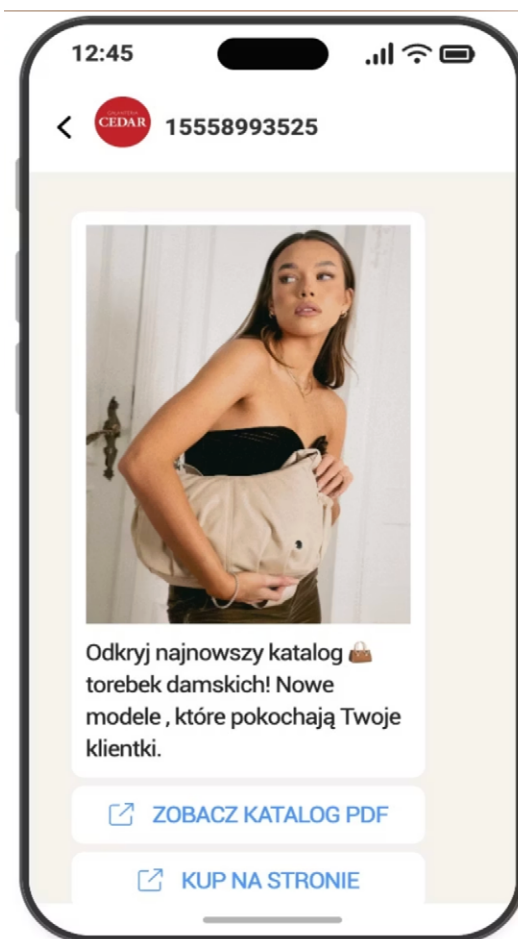 12:45
CEDAR
15558993525
Odkryj najnowszy katalog 👜
torebek damskich! Nowe
modele , które pokochają Twoje
klientki.
ZOBACZ KATALOG PDF
KUP NA STRONIE